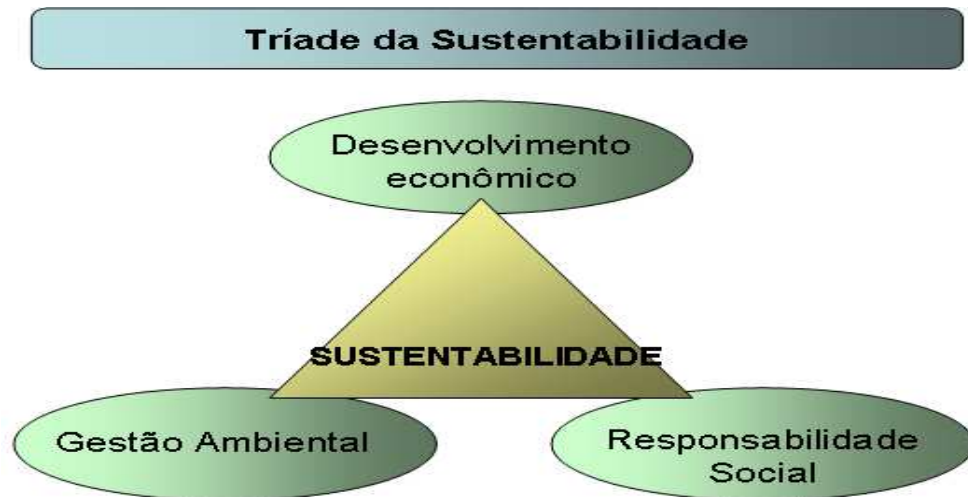 Tríade da Sustentabilidade
Desenvolvimento
econômico
SUSTENTABILIDADE
Gestão Ambiental
Responsabilidade
Social